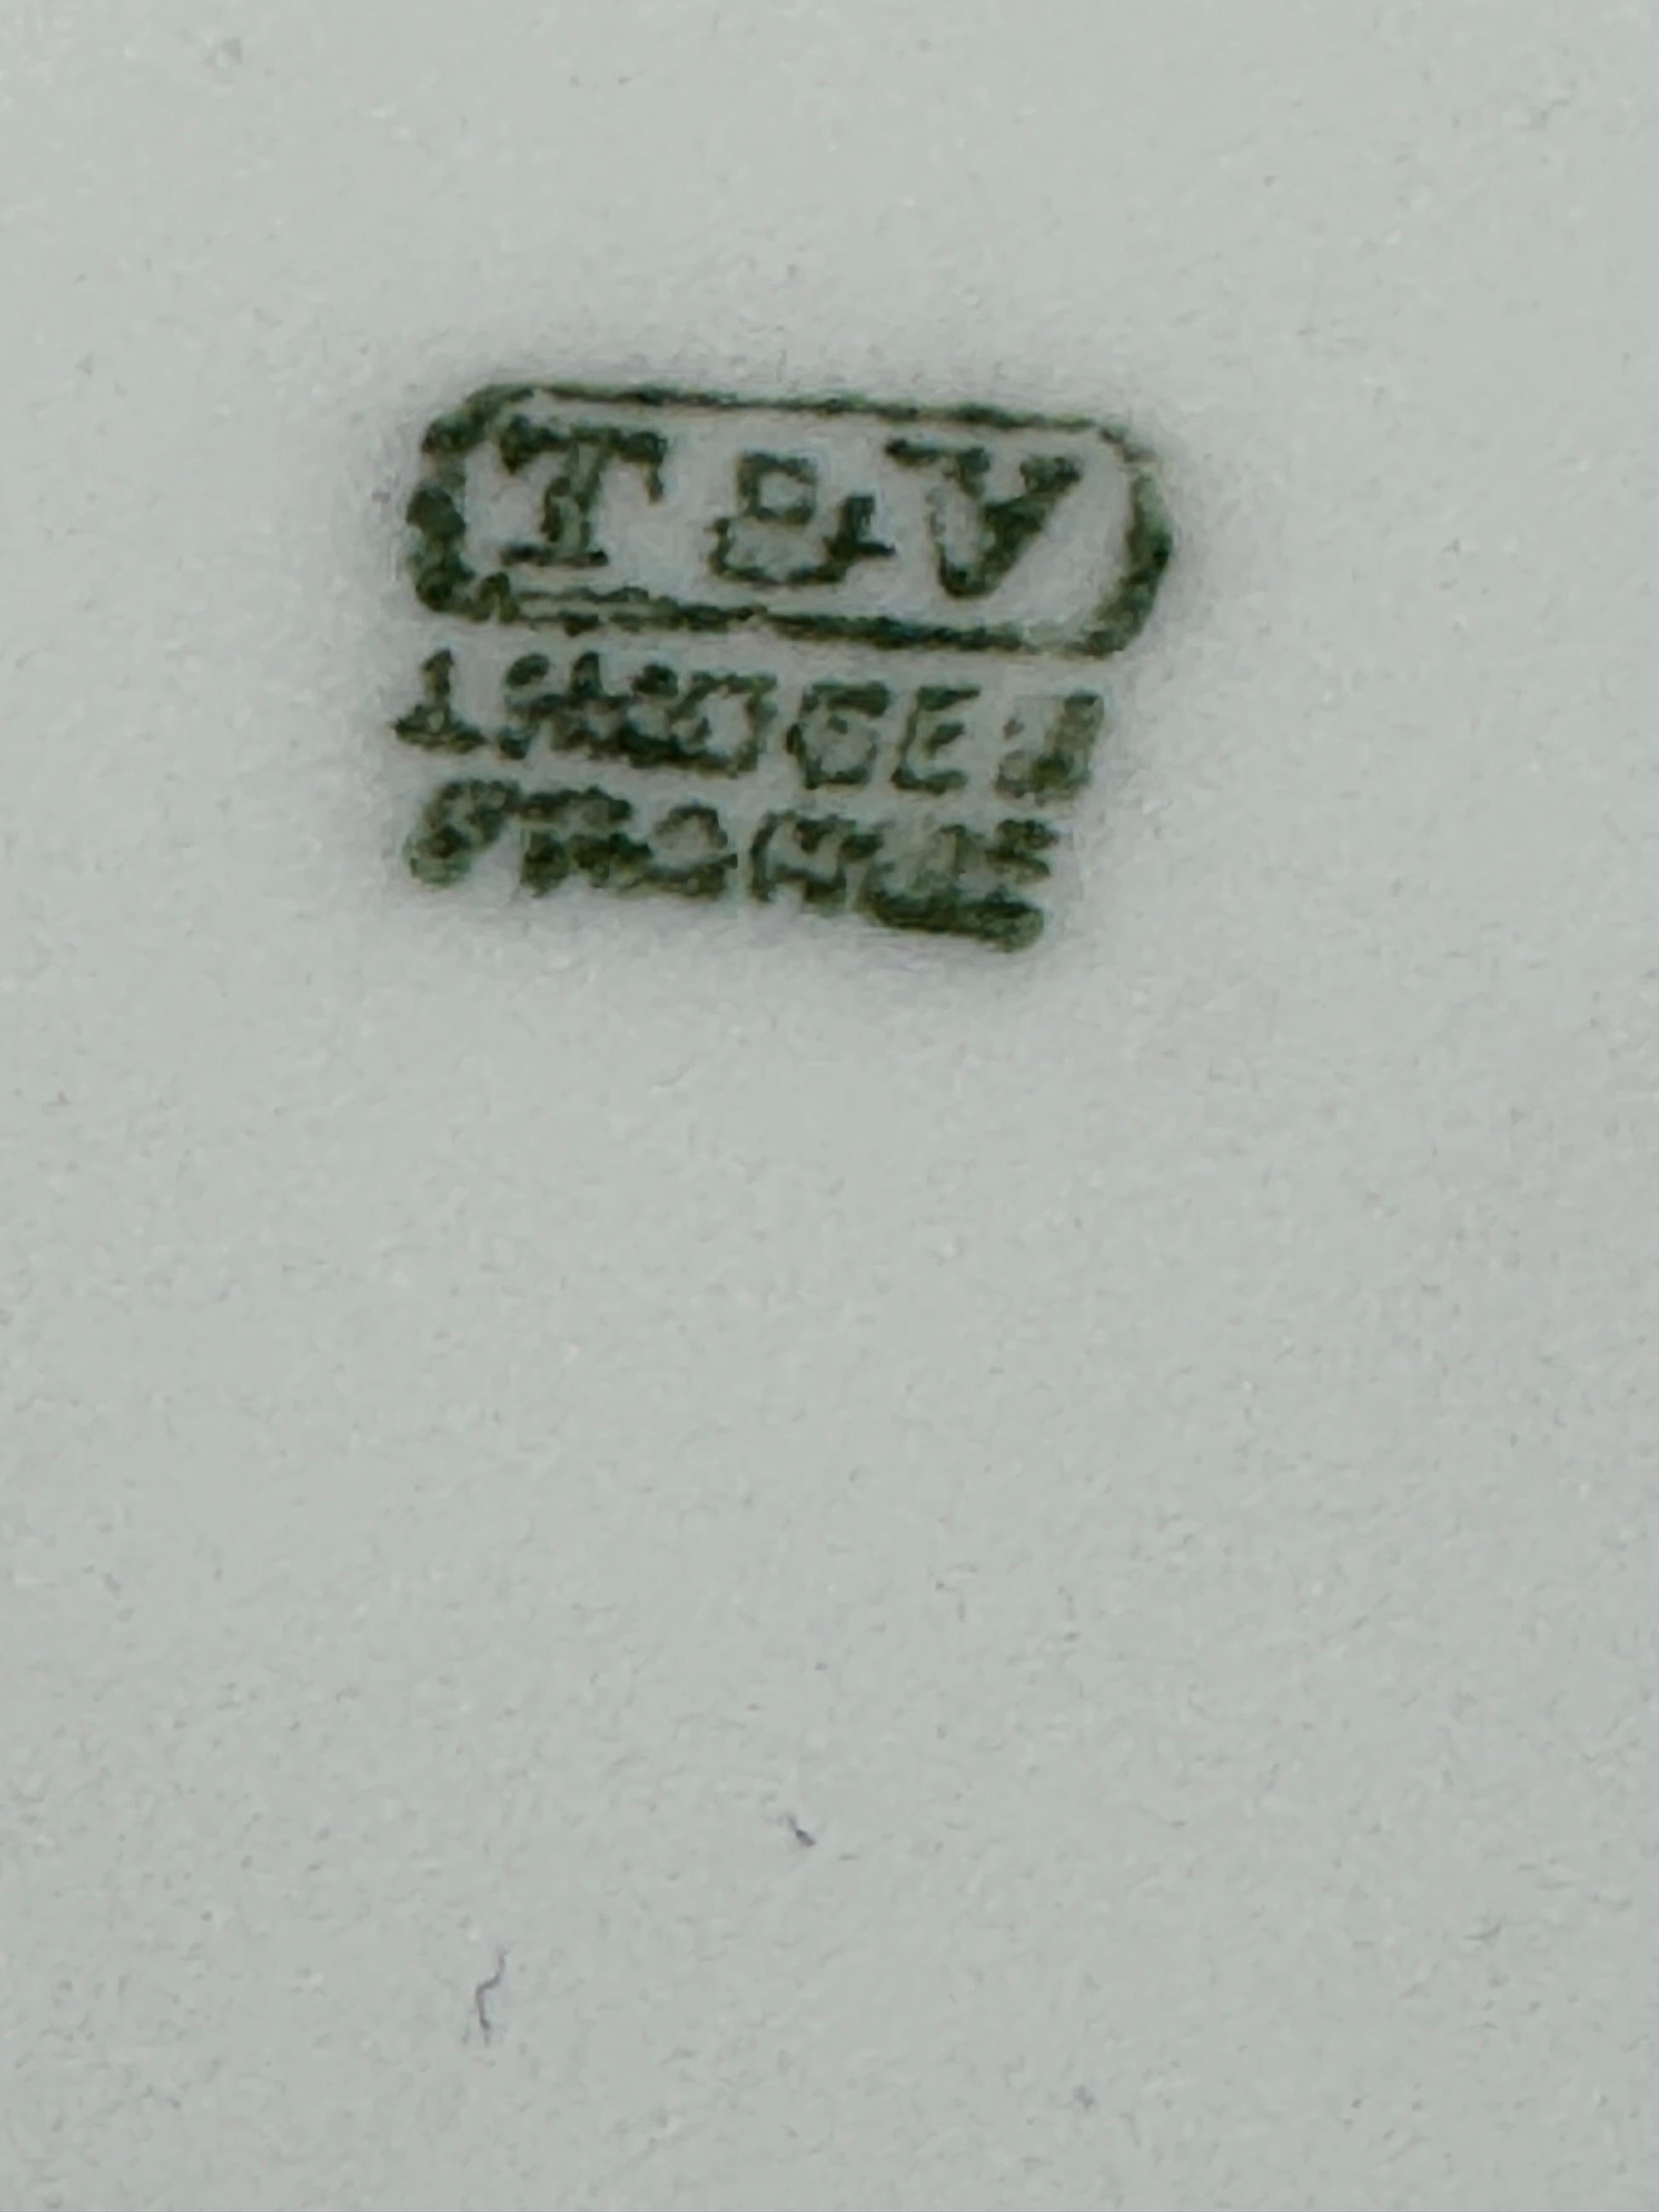 T & V
LIMOGES
FRANCE